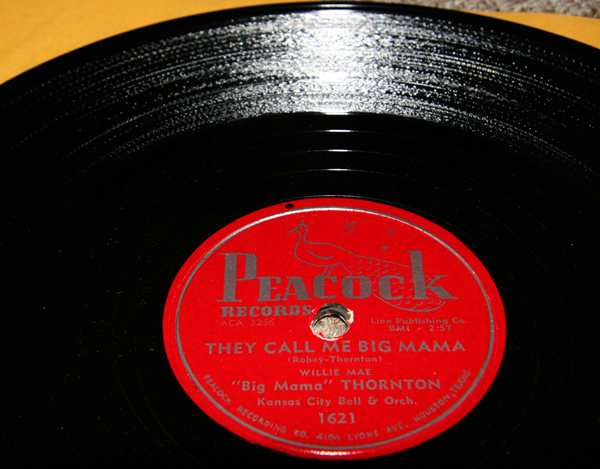 PEACOCK
RECORDS
ACA 2256
Lion Publishing Co.
BMI - 2:57
THEY CALL ME BIG MAMA
(Robey-Thornton)
WILLIE MAE
"Big Mama" THORNTON
Kansas City Bell & Orch.
1621
PEACOCK RECORDING CO. 4104 LYONS AVE. HOUSTON, TEXAS